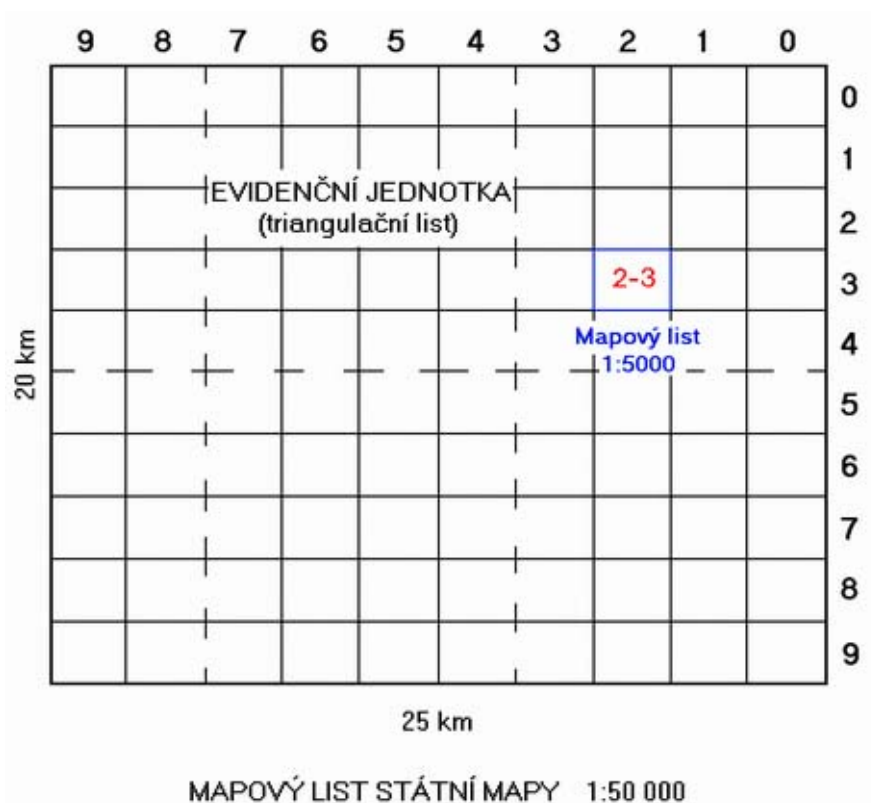 9 8 7 6 5 4 3 2 1 0
0
1
EVIDENČNÍ JEDNOTKA
(triangulační list)
2
2-3
3
Mapový list
1:5000
4
20 km
5
6
7
8
9
25 km
MAPOVÝ LIST STÁTNÍ MAPY 1:50 000